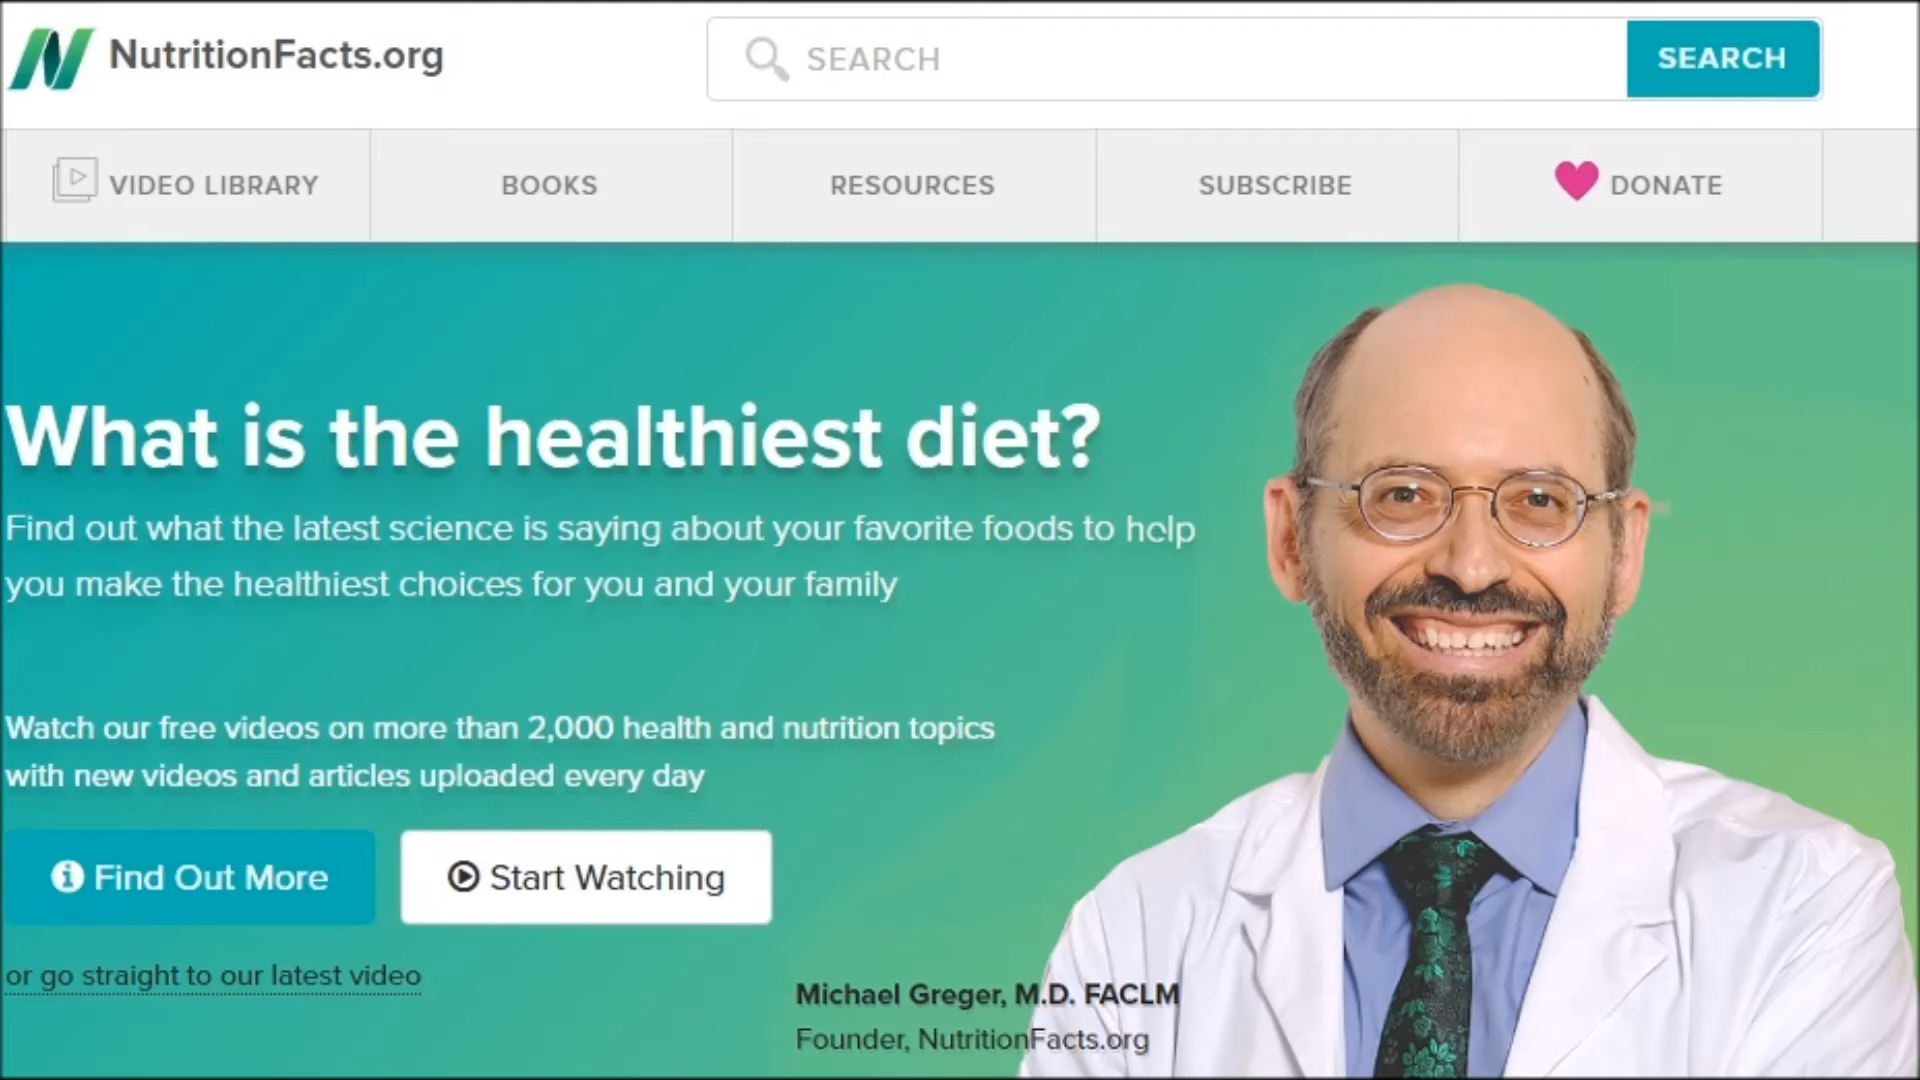 NutritionFacts.org
SEARCH
SEARCH
VIDEO LIBRARY
BOOKS
RESOURCES
SUBSCRIBE
DONATE
What is the healthiest diet?
Find out what the latest science is saying about your favorite foods to help
you make the healthiest choices for you and your family
Watch our free videos on more than 2,000 health and nutrition topics
with new videos and articles uploaded every day
Find Out More
Start Watching
or go straight to our latest video
Michael Greger, M.D. FACLM
Founder, NutritionFacts.org